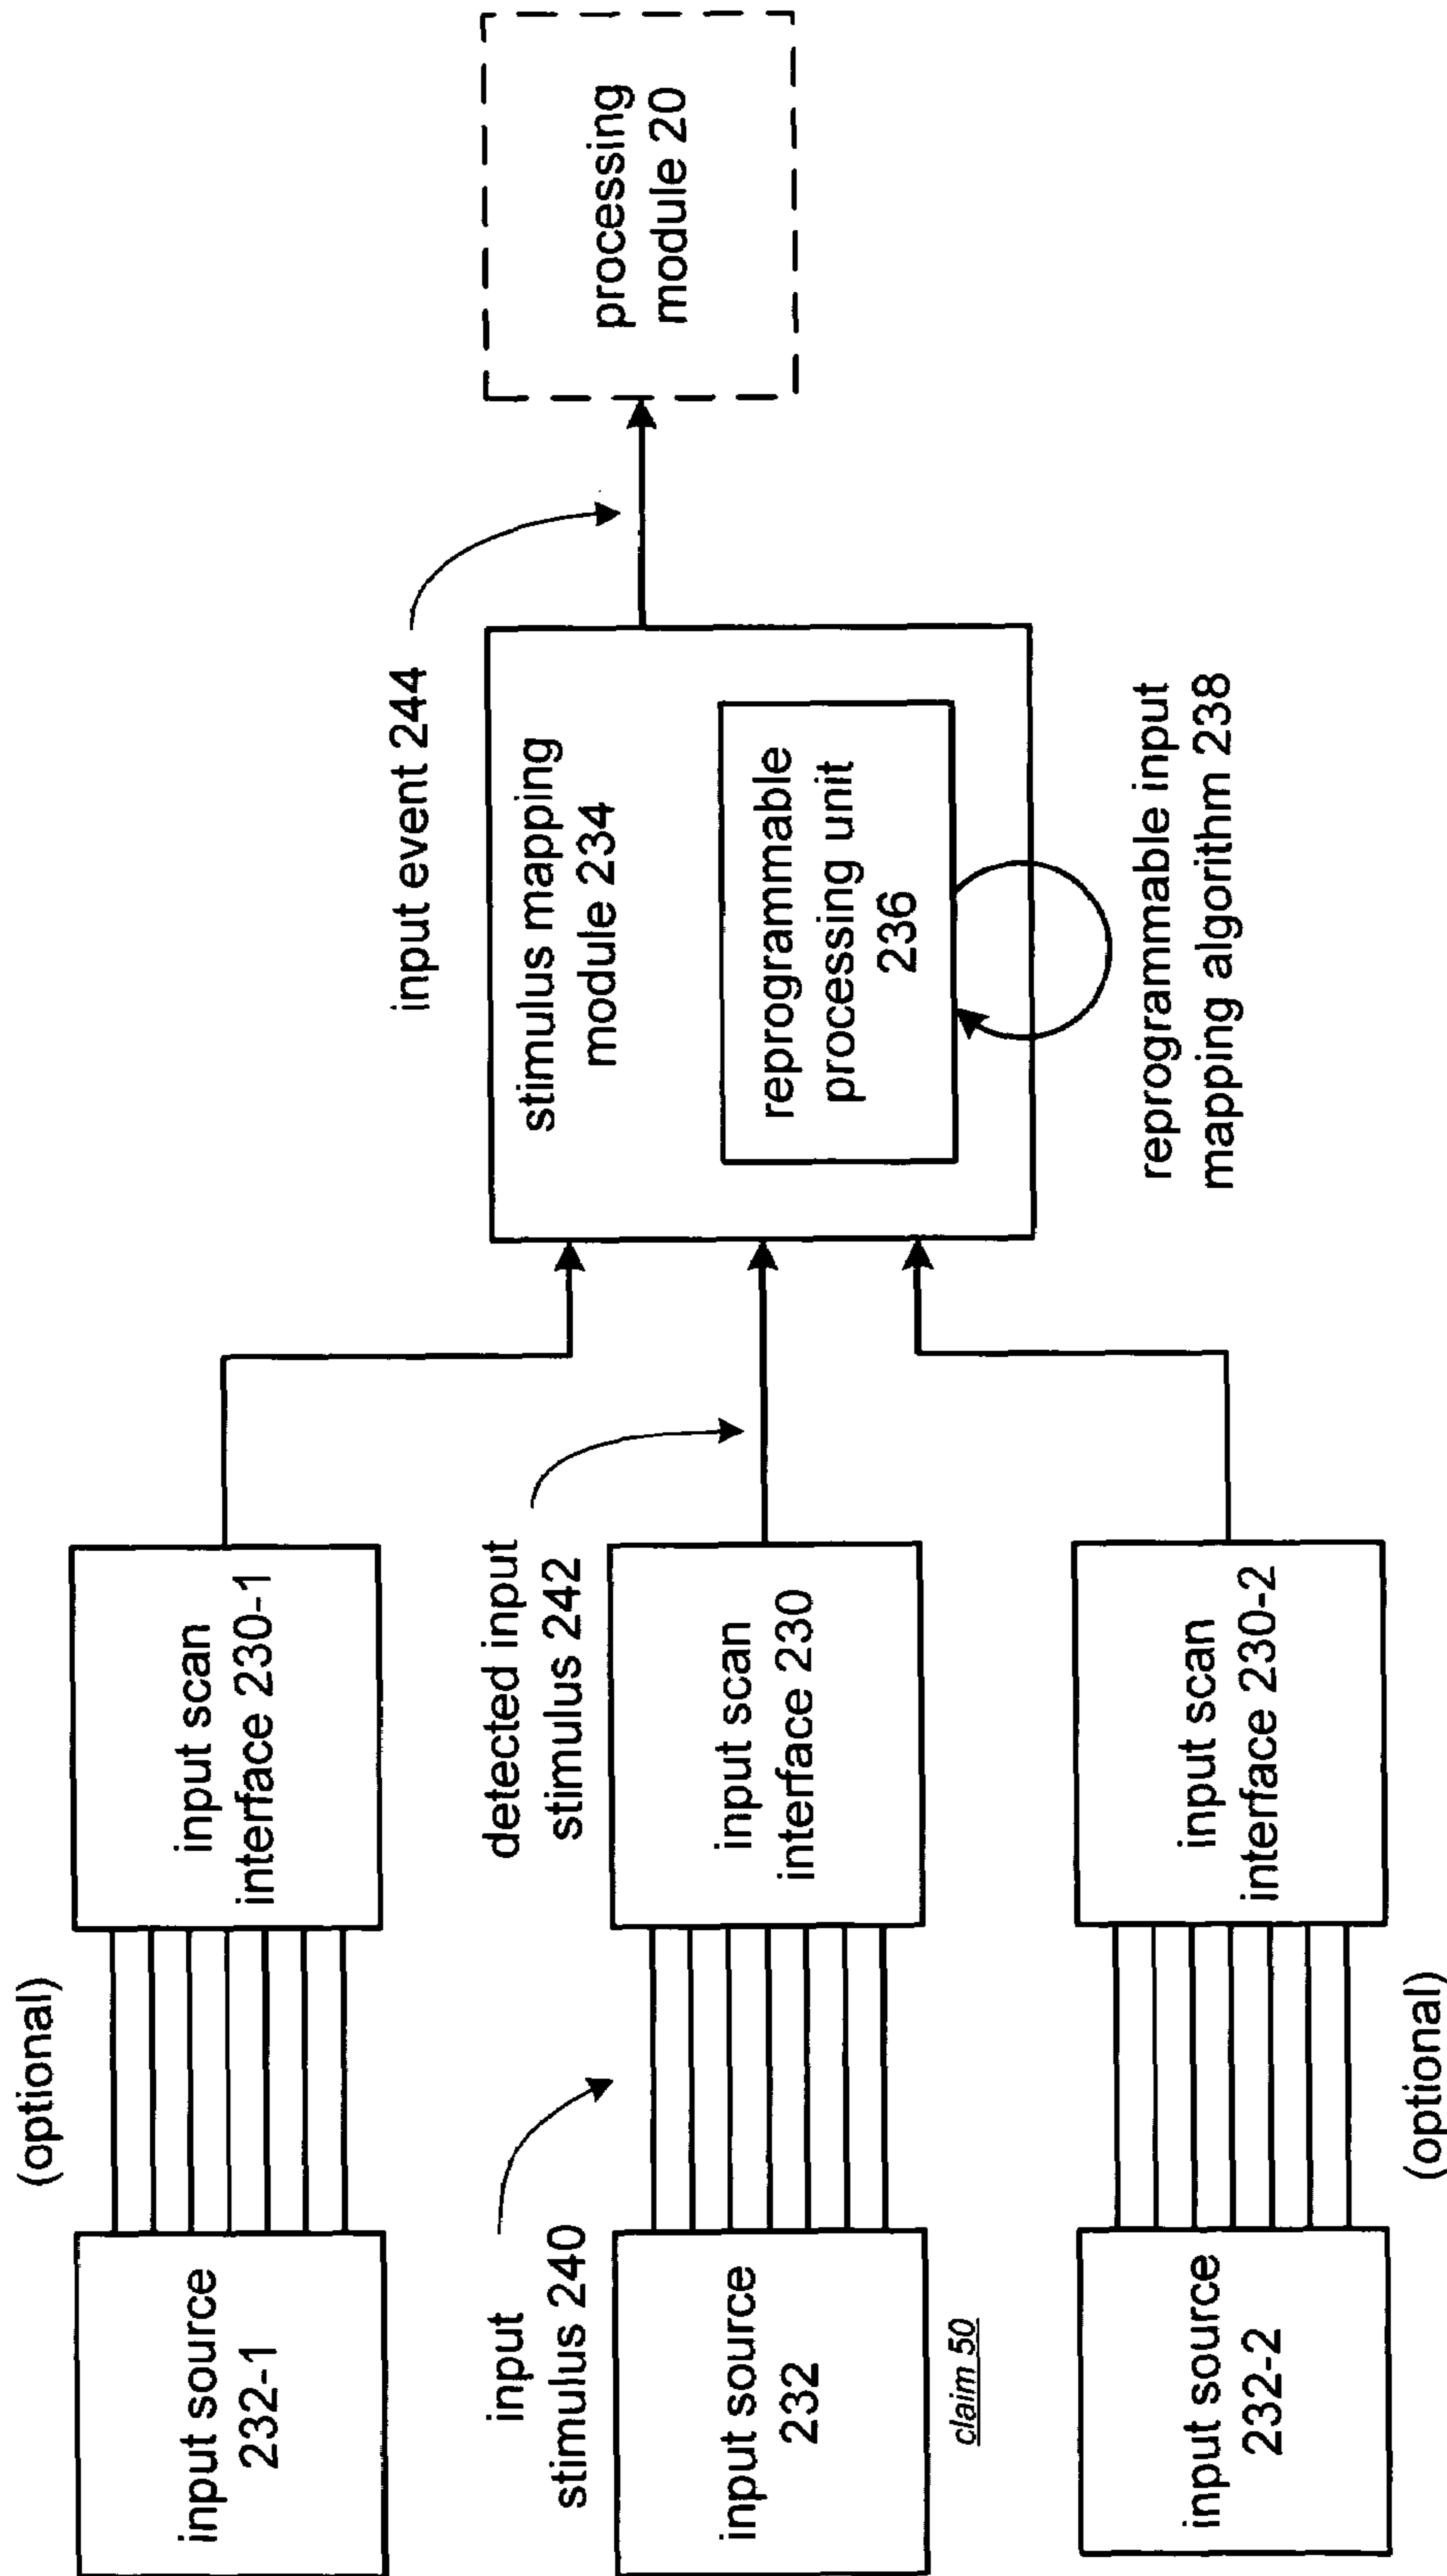 (optional)
input source
232-1
input scan
interface 230-1
input
stimulus 240
detected input
stimulus 242
input event 244
input source
232
input scan
interface 230
stimulus mapping
module 234
reprogrammable
processing unit
236
processing
module 20
claim 50
reprogrammable input
mapping algorithm 238
input source
232-2
input scan
interface 230-2
(optional)